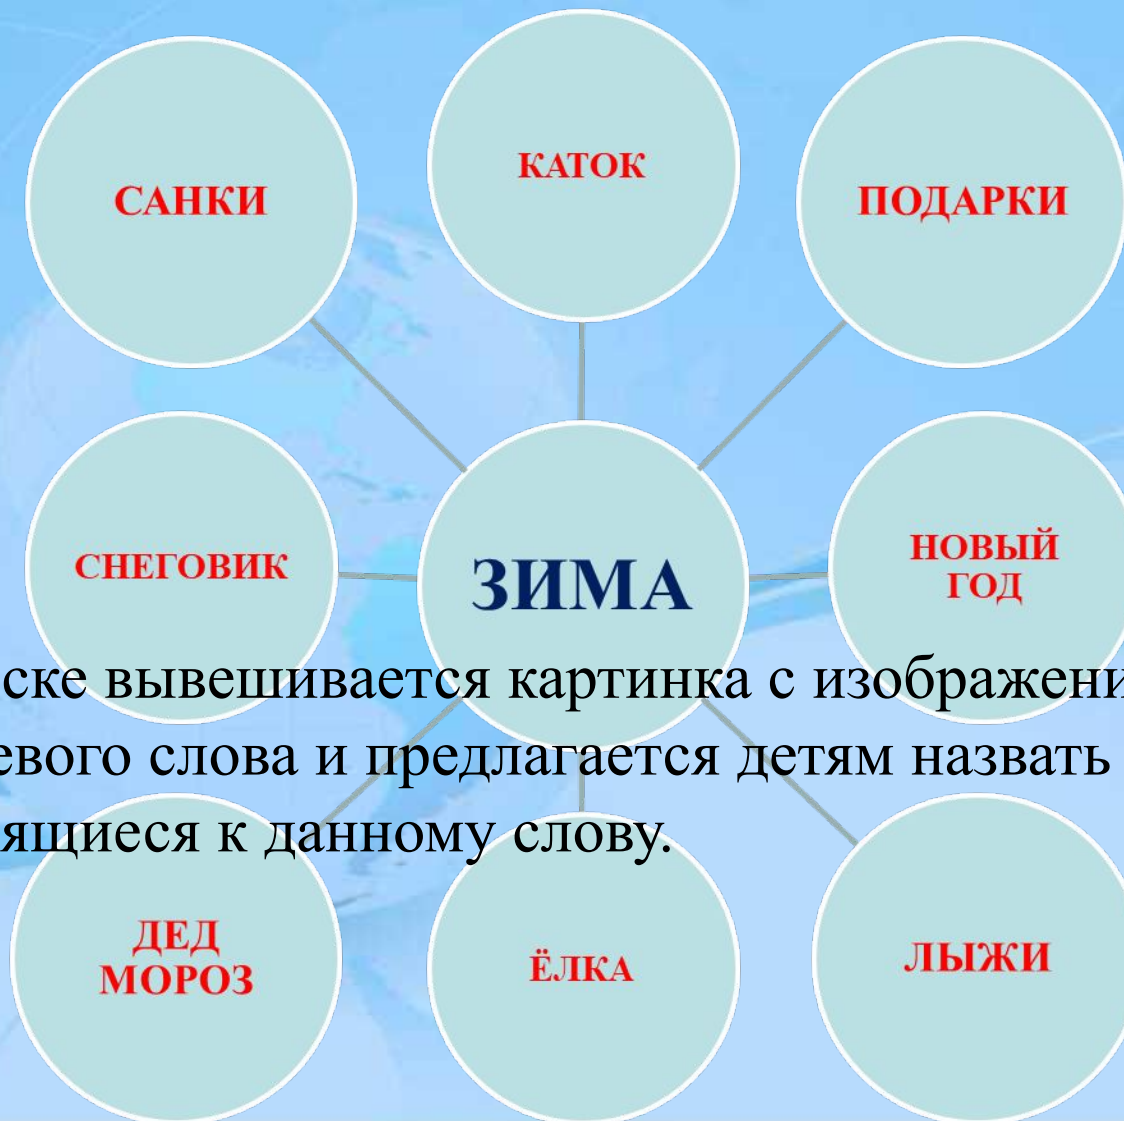 САНКИ
КАТОК
ПОДАРКИ
СНЕГОВИК
ЗИМА
НОВЫЙ
ГОД
ске вывешивается картинка с изображени
евого слова и предлагается детям назвать
ящиеся к данному слову.
ДЕД
МОРОЗ
ЁЛКА
ЛЫЖИ